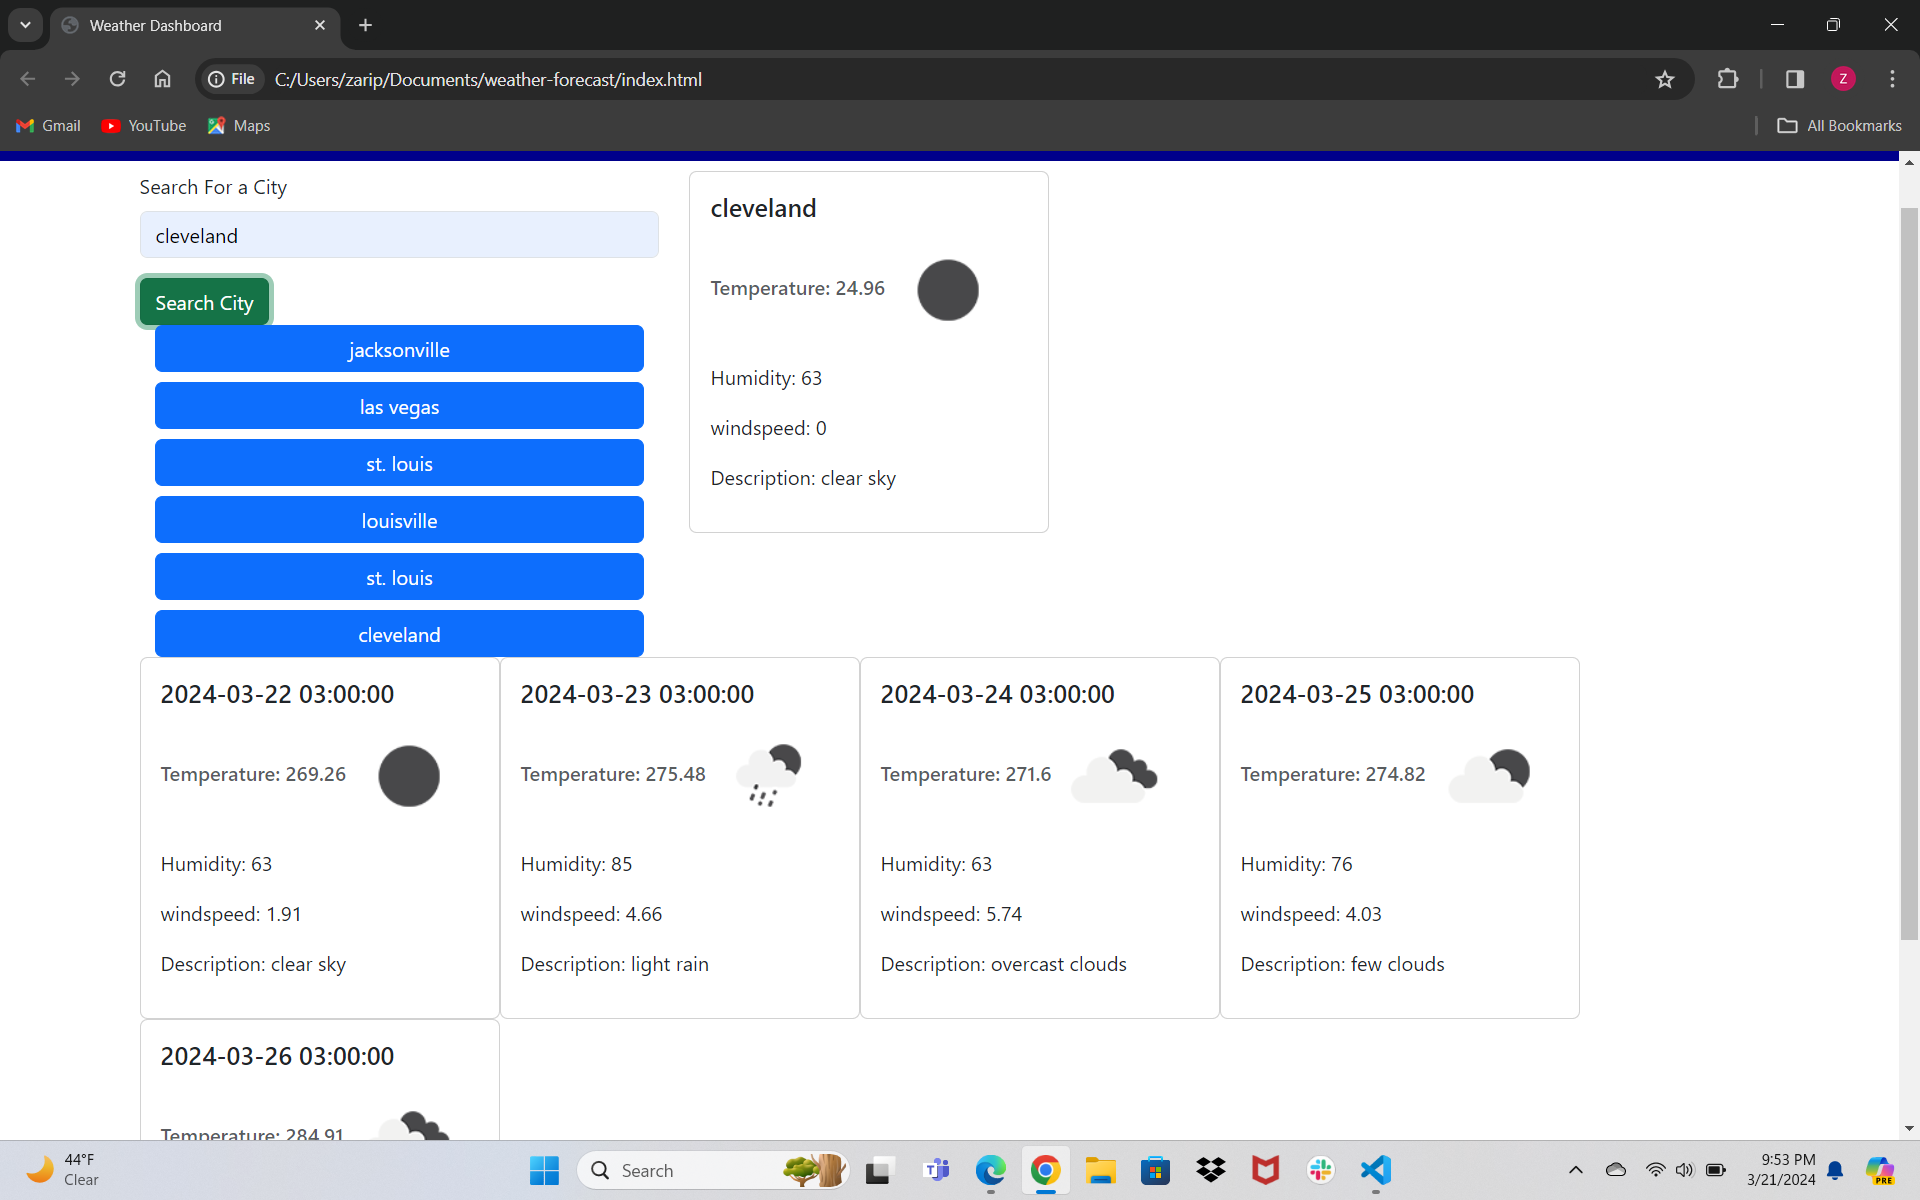 Weather Dashboard
File
C:/Users/zarip/Documents/weather-forecast/index.html
Z
Gmail
YouTube
Maps
All Bookmarks
Search For a City
cleveland
Search City
jacksonville
las vegas
st. louis
louisville
st. louis
cleveland
cleveland
Temperature: 24.96
Humidity: 63
windspeed: 0
Description: clear sky
2024-03-22 03:00:00
Temperature: 269.26
Humidity: 63
windspeed: 1.91
Description: clear sky
2024-03-23 03:00:00
Temperature: 275.48
Humidity: 85
windspeed: 4.66
Description: light rain
2024-03-24 03:00:00
Temperature: 271.6
Humidity: 63
windspeed: 5.74
Description: overcast clouds
2024-03-25 03:00:00
Temperature: 274.82
Humidity: 76
windspeed: 4.03
Description: few clouds
2024-03-26 03:00:00
Temperature: 284.91
44°F
Clear
Search
9:53 PM
3/21/2024
PRE